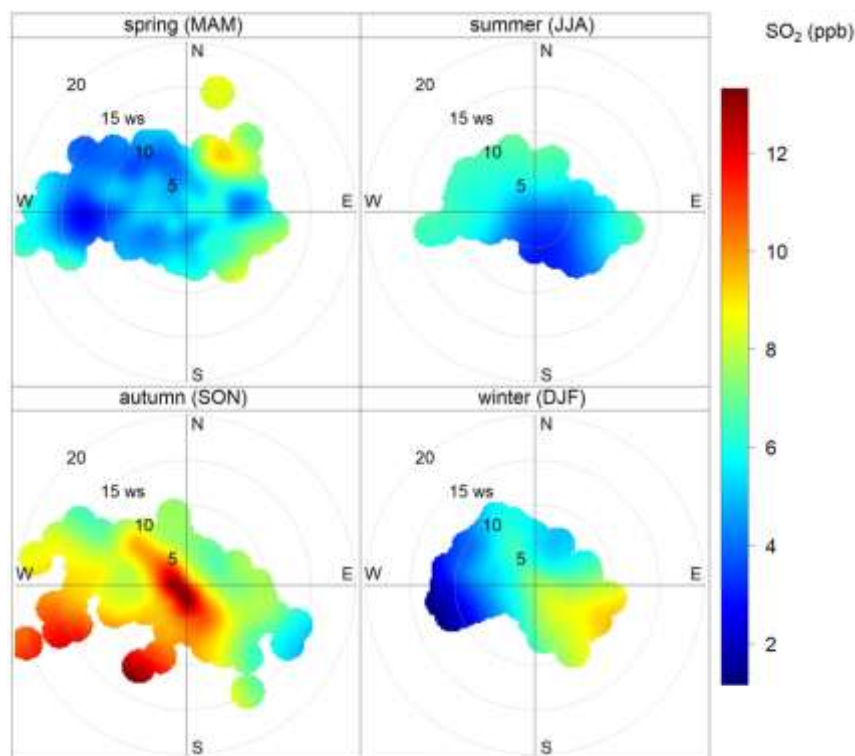 spring (MAM)
summer (JJA)
SO2 (ppb)
N
20
15 ws
10
5
W
E
S
N
20
15 ws
10
5
W
E
S
12
10
8
6
4
2
autumn (SON)
winter (DJF)
N
20
15 ws
10
5
W
E
S
N
20
15 ws
10
5
W
E
S